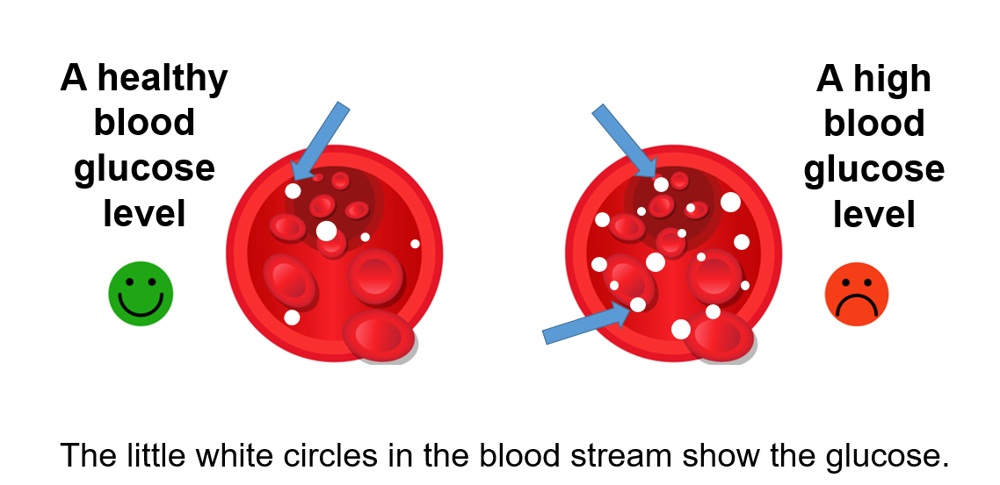 A healthy
blood
glucose
level
A high
blood
glucose
level
The little white circles in the blood stream show the glucose.